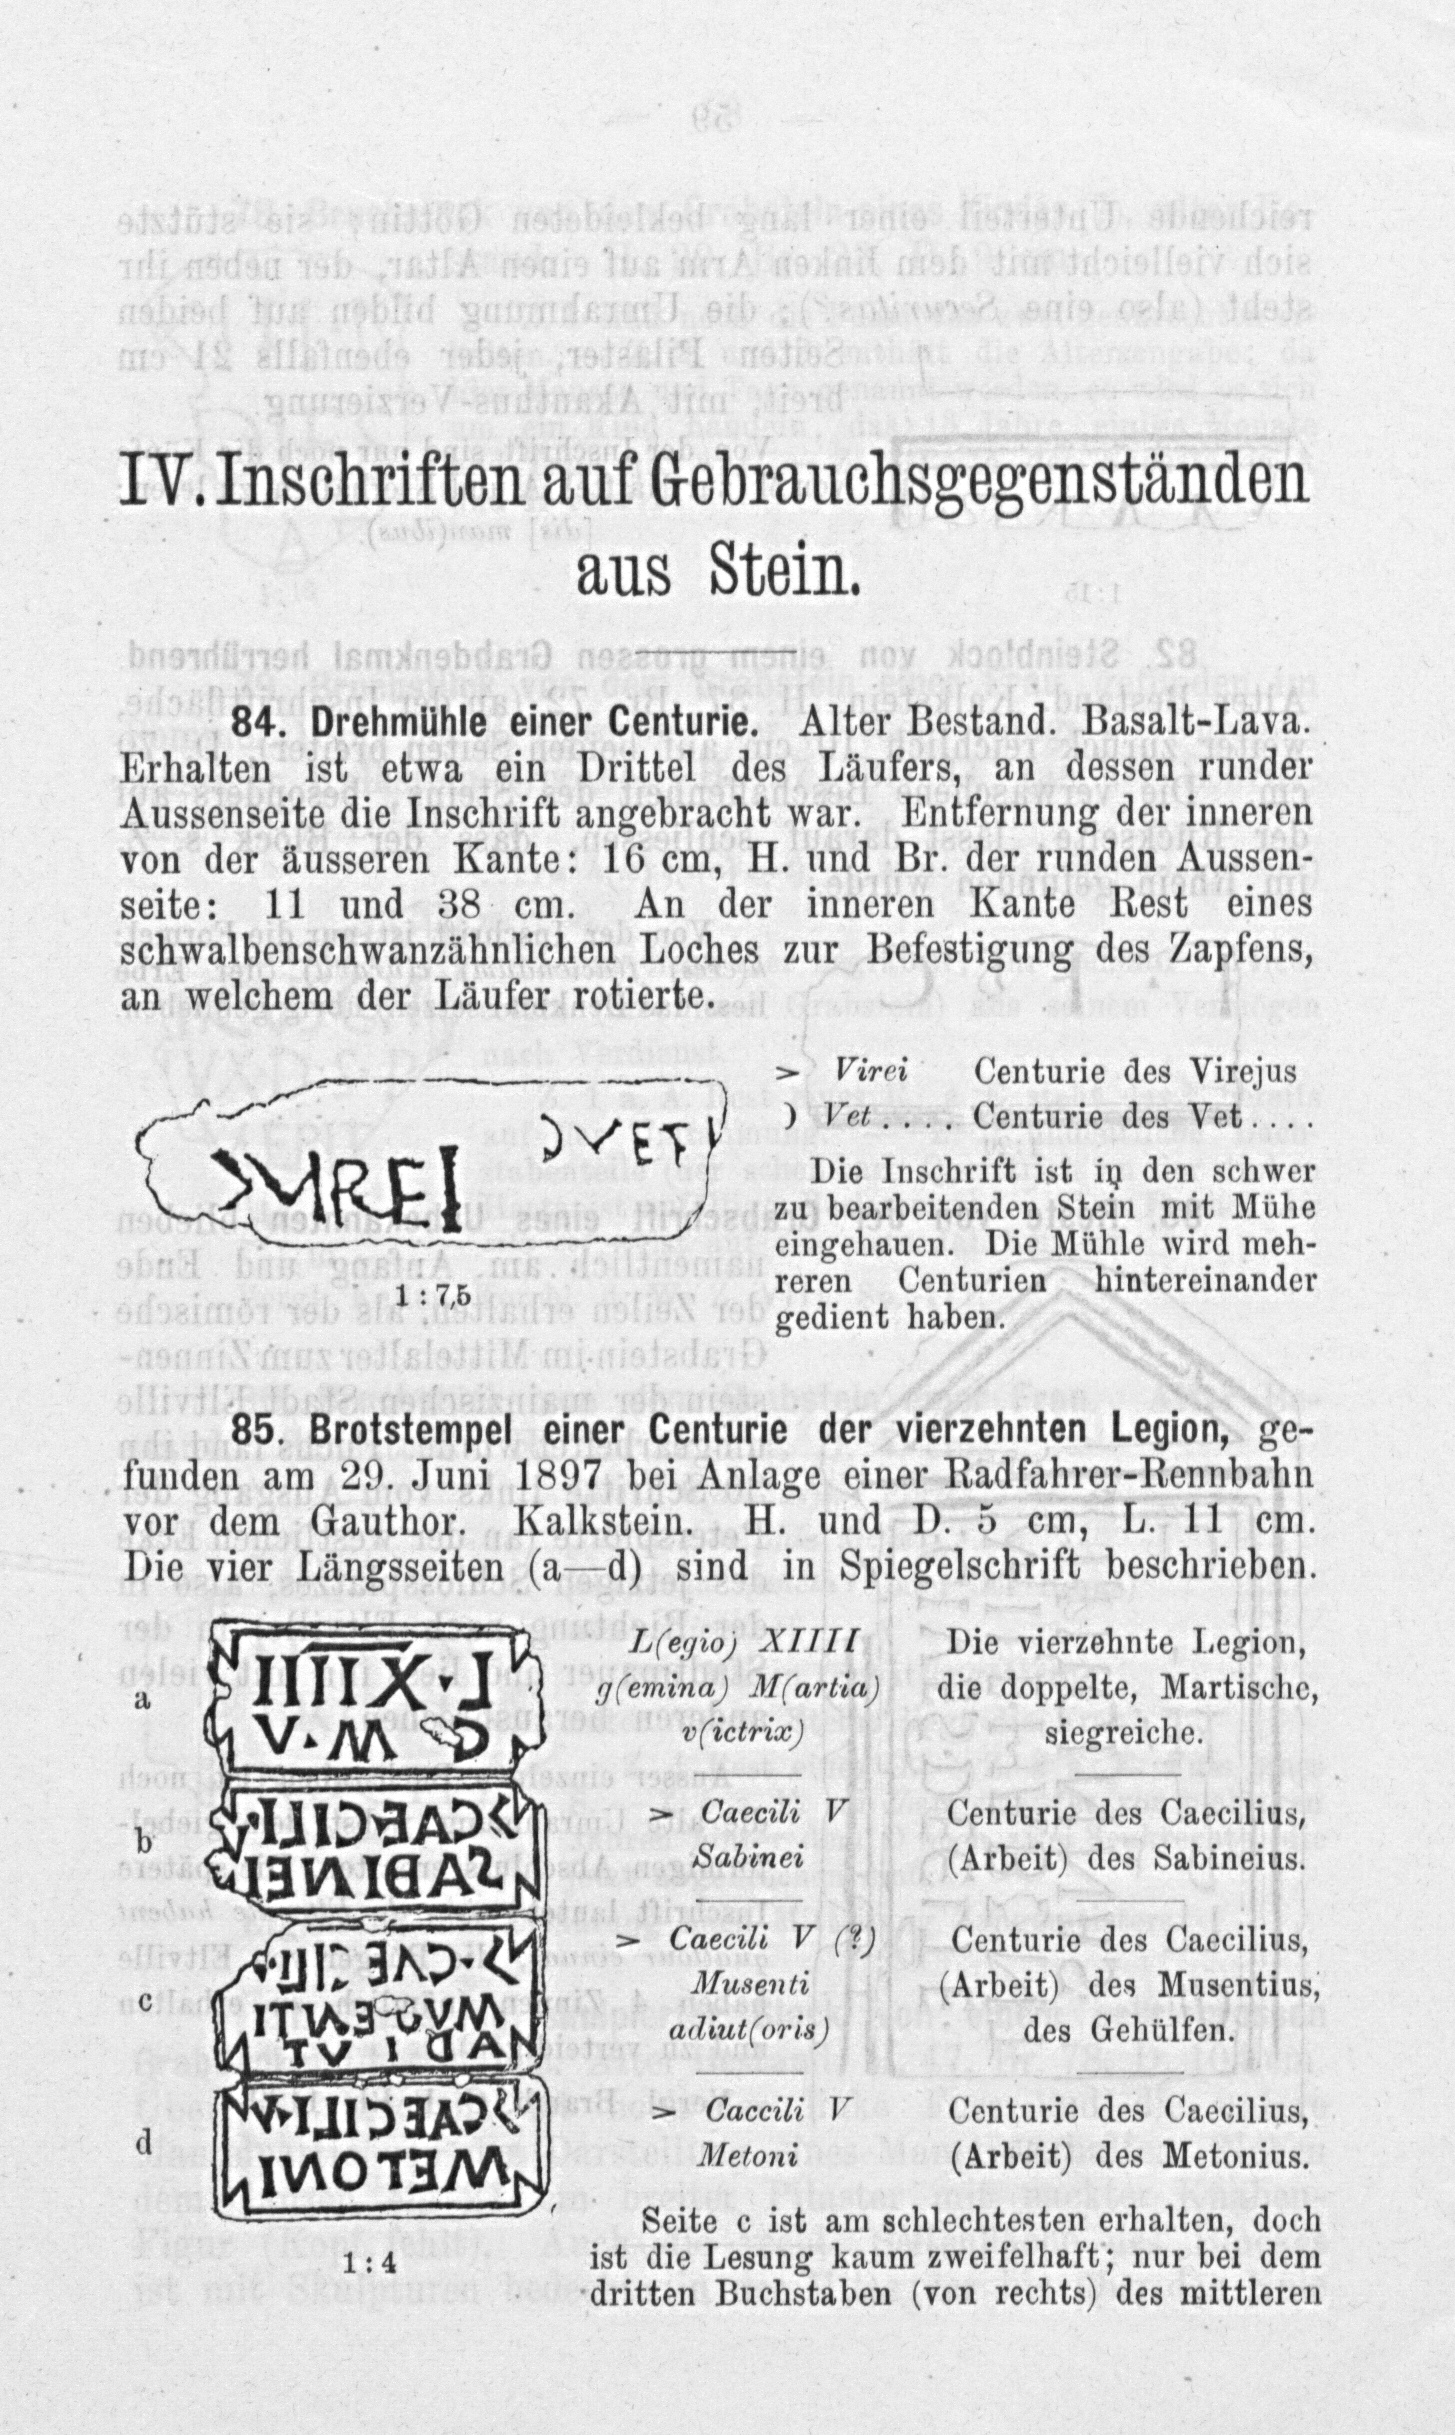 IV. Inschriften auf Gebrauchsgegenständen
aus Stein.
84. Drehmühle einer Centurie. Alter Bestand. Basalt-Lava.
Erhalten ist etwa ein Drittel des Läufers, an dessen runder
Aussenseite die Inschrift angebracht war. Entfernung der inneren
von der äusseren Kante: 16 cm, H. und Br. der runden Aussen-
seite: 11 und 38 cm. An der inneren Kante Rest eines
schwalbenschwanzähnlichen Loches zur Befestigung des Zapfens,
an welchem der Läufer rotierte.
> Virei Centurie des Virejus
) Vet.... Centurie des Vet....
Die Inschrift ist in den schwer
zu bearbeitenden Stein mit Mühe
eingehauen. Die Mühle wird meh-
reren Centurien hintereinander
gedient haben.
1 : 7,5
85. Brotstempel einer Centurie der vierzehnten Legion, ge-
funden am 29. Juni 1897 bei Anlage einer Radfahrer-Rennbahn
vor dem Gauthor. Kalkstein. H. und D. 5 cm, L. 11 cm.
Die vier Längsseiten (a—d) sind in Spiegelschrift beschrieben.
a
L(egio) XIIII Die vierzehnte Legion,
g(emina) M(artia) die doppelte, Martische,
v(ictrix) siegreiche.
b
> Caecili V Centurie des Caecilius,
Sabinei (Arbeit) des Sabineius.
c
> Caecili V (?) Centurie des Caecilius,
Musenti (Arbeit) des Musentius,
adiut(oris) des Gehülfen.
d
> Caecili V Centurie des Caecilius,
Metoni (Arbeit) des Metonius.
1 : 4
Seite c ist am schlechtesten erhalten, doch
ist die Lesung kaum zweifelhaft; nur bei dem
dritten Buchstaben (von rechts) des mittleren